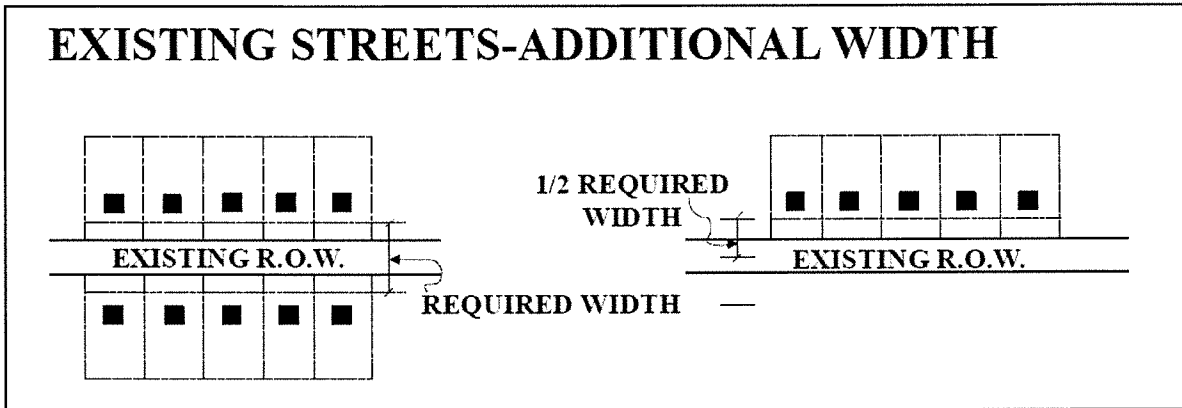 EXISTING STREETS-ADDITIONAL WIDTH
EXISTING R.O.W.
REQUIRED WIDTH
1/2 REQUIRED
WIDTH
EXISTING R.O.W.